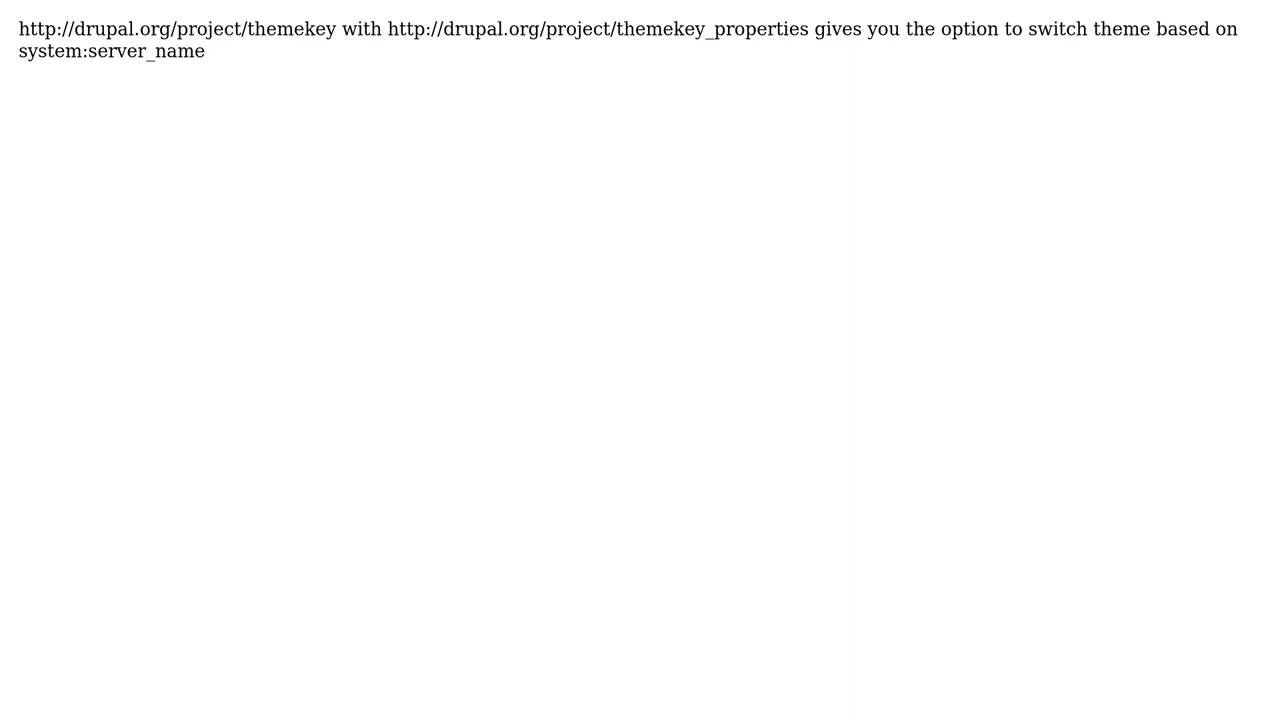 http://drupal.org/project/themekey with http://drupal.org/project/themekey_properties gives you the option to switch theme based on
system:server_name